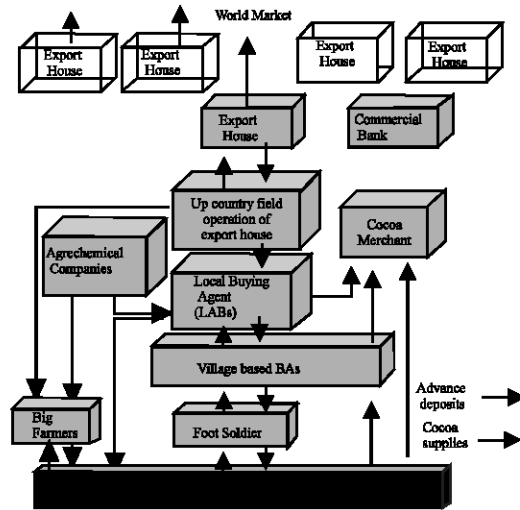 World Market
Export
House
Export
House
Export
House
Export
House
Export
House
Commercial
Bank
Up country field
operation of
export house
Cocoa
Merchant
Agrechemical
Companies
Local Buying
Agent
(LABs)
Village based BAs
Advance
deposits
Big
Farmers
Foot Soldier
Cocoa
supplies